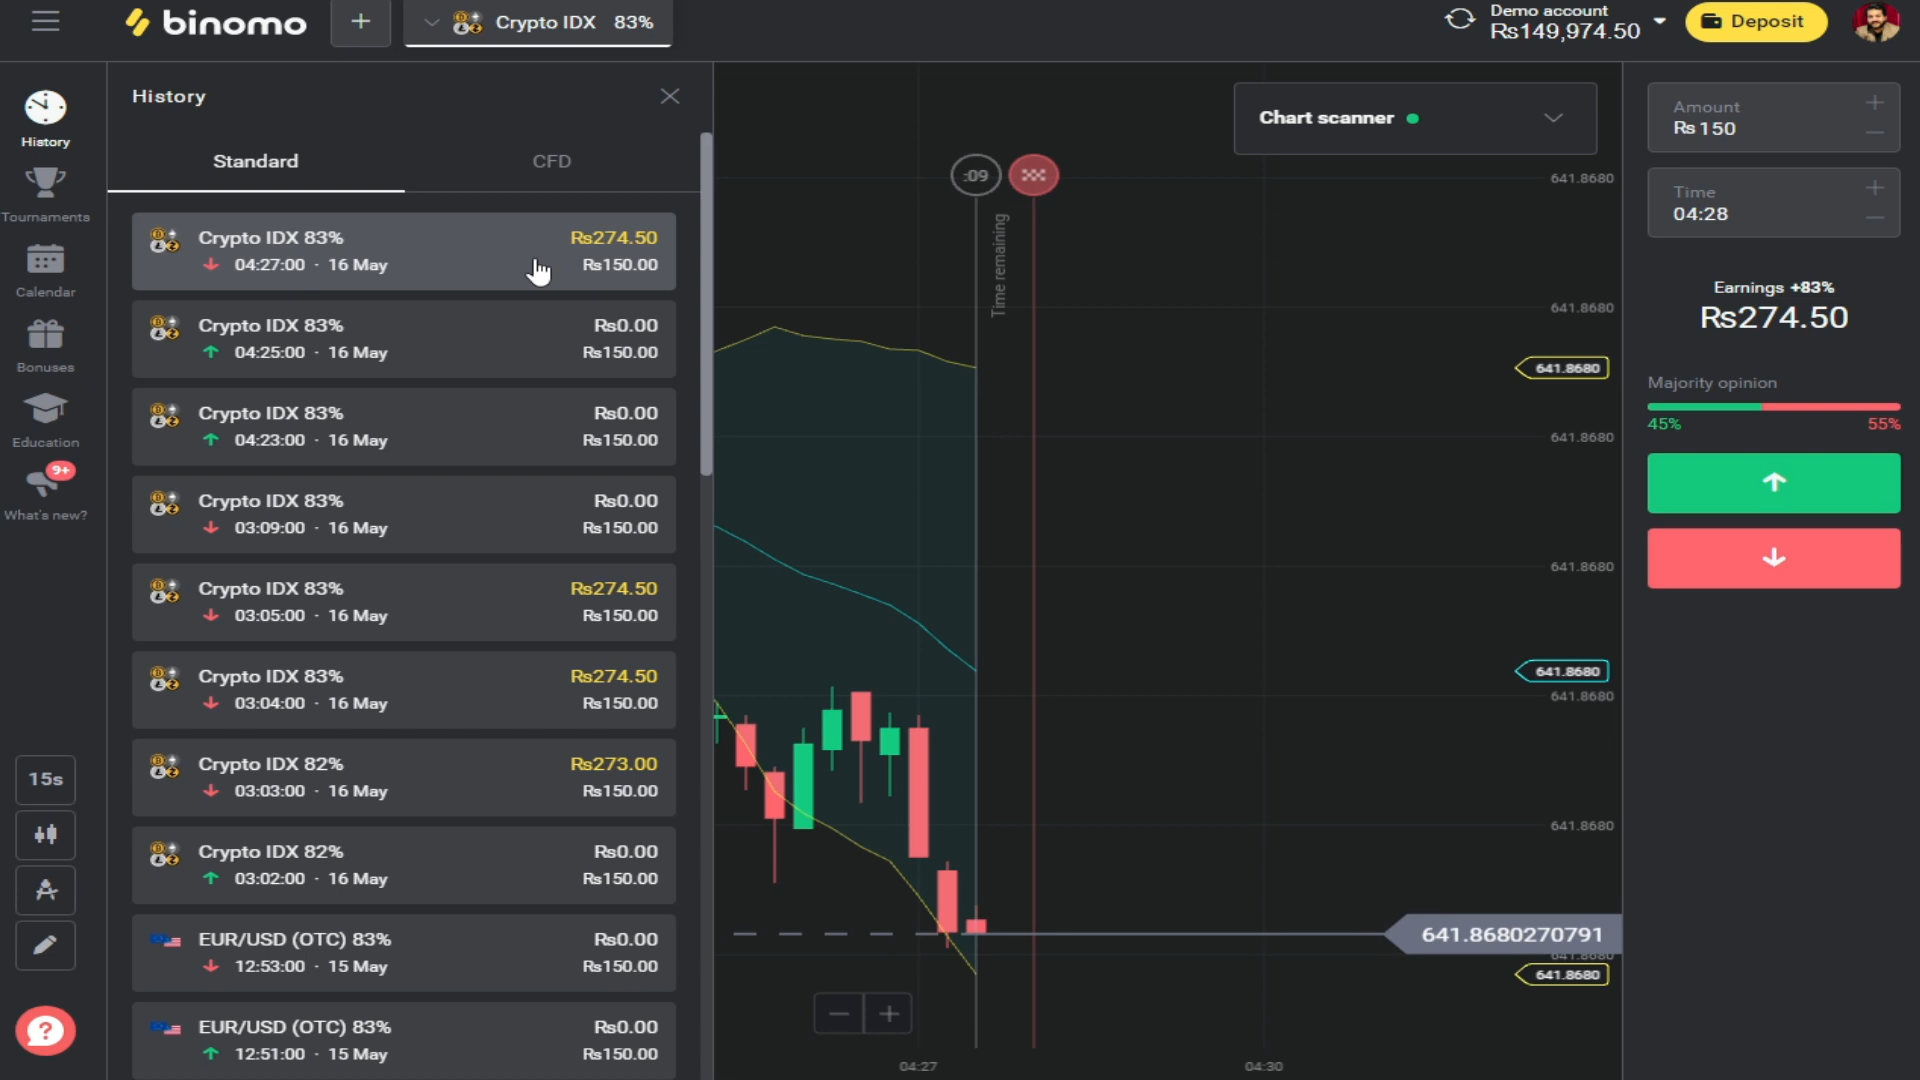 binomo
+
Crypto IDX 83%
Demo account
Rs149,974.50
Deposit
History
Tournaments
Calendar
Bonuses
Education
9+
What's new?
15s
?
History
Standard
CFD
Crypto IDX 83% Rs274.50
04:27:00 · 16 May Rs150.00
Crypto IDX 83% Rs0.00
04:25:00 · 16 May Rs150.00
Crypto IDX 83% Rs0.00
04:23:00 · 16 May Rs150.00
Crypto IDX 83% Rs0.00
03:09:00 · 16 May Rs150.00
Crypto IDX 83% Rs274.50
03:05:00 · 16 May Rs150.00
Crypto IDX 83% Rs274.50
03:04:00 · 16 May Rs150.00
Crypto IDX 82% Rs273.00
03:03:00 · 16 May Rs150.00
Crypto IDX 82% Rs0.00
03:02:00 · 16 May Rs150.00
EUR/USD (OTC) 83% Rs0.00
12:53:00 · 15 May Rs150.00
EUR/USD (OTC) 83% Rs0.00
12:51:00 · 15 May Rs150.00
Chart scanner
:09
Time remaining
641.8680
641.8680
641.8680
641.8680
641.8680
641.8680
641.8680
641.8680
641.8680270791
641.8680
641.8680
04:27
04:30
Amount
Rs150
Time
04:28
Earnings +83%
Rs274.50
Majority opinion
45% 55%